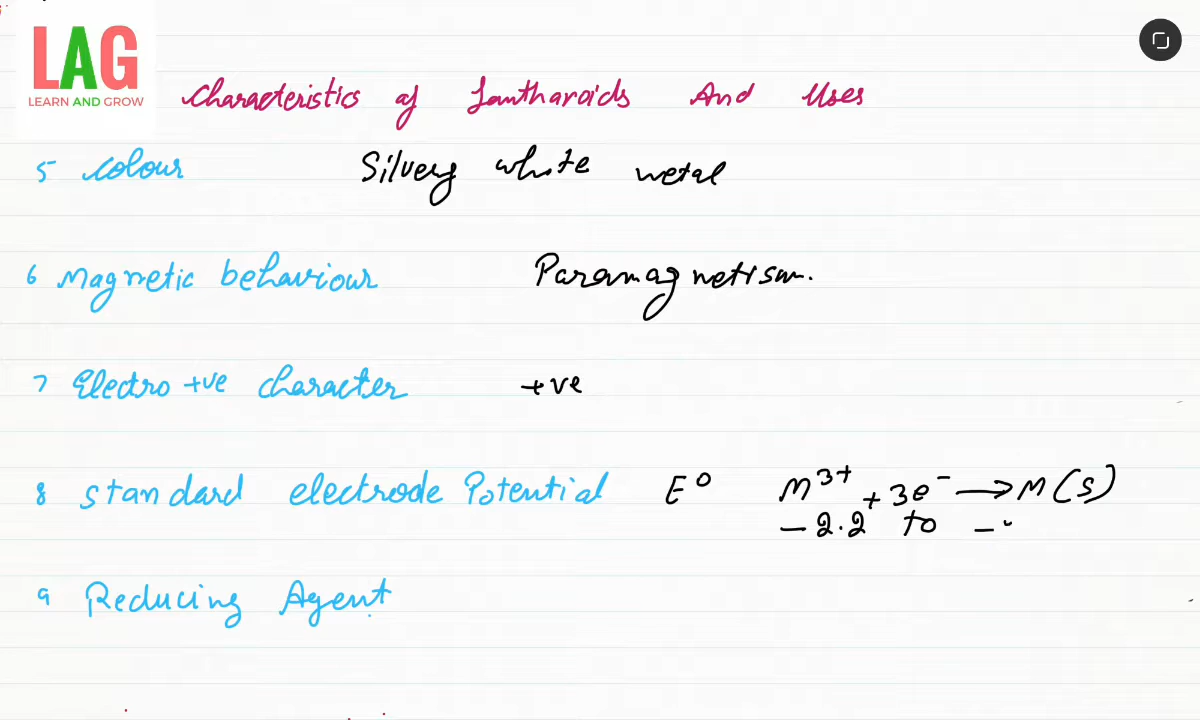 LAG
LEARN AND GROW
Characteristics of Lantharoids And Uses
5 Colour Silvery white metal
6 Magnetic behaviour Paramagnetism.
7 Electro +ve character +ve
8 Standard electrode Potential E° M³⁺ + 3e⁻ → M(s)
-2.2 to -
9 Reducing Agent